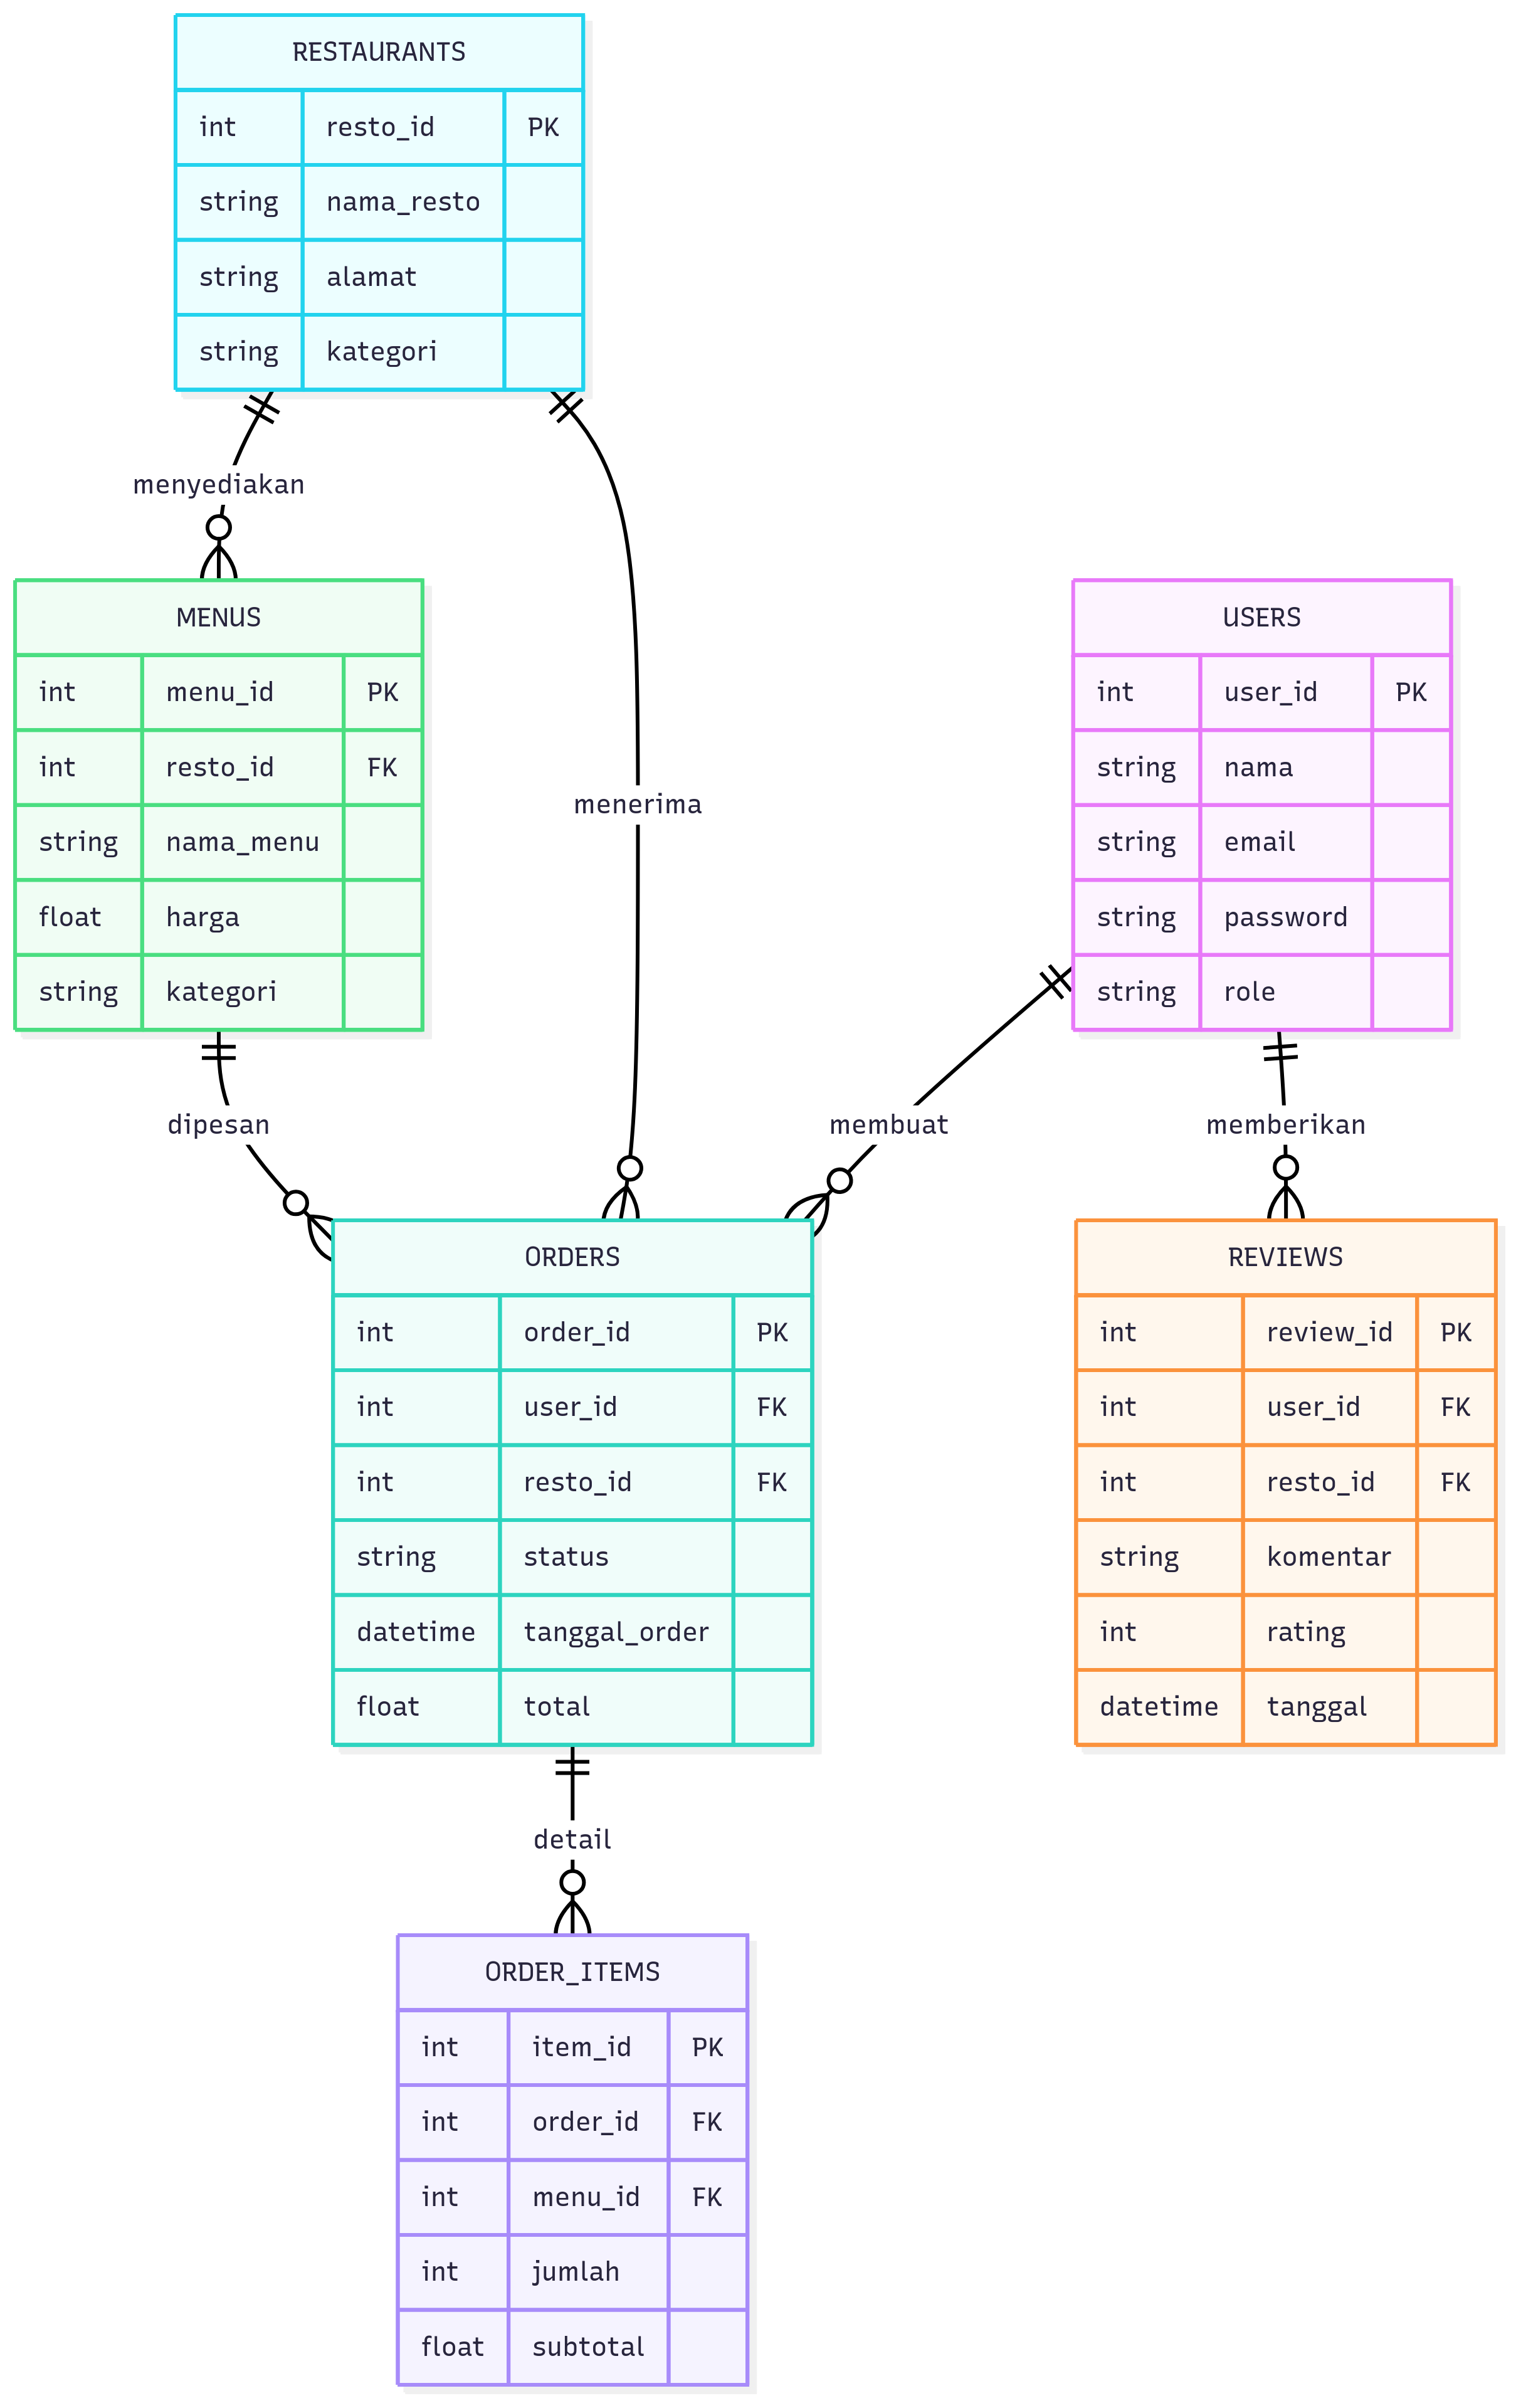 RESTAURANTS
int resto_id PK
string nama_resto
string alamat
string kategori
menyediakan
menerima
MENUS
int menu_id PK
int resto_id FK
string nama_menu
float harga
string kategori
USERS
int user_id PK
string nama
string email
string password
string role
dipesan
membuat
memberikan
ORDERS
int order_id PK
int user_id FK
int resto_id FK
string status
datetime tanggal_order
float total
REVIEWS
int review_id PK
int user_id FK
int resto_id FK
string komentar
int rating
datetime tanggal
detail
ORDER_ITEMS
int item_id PK
int order_id FK
int menu_id FK
int jumlah
float subtotal